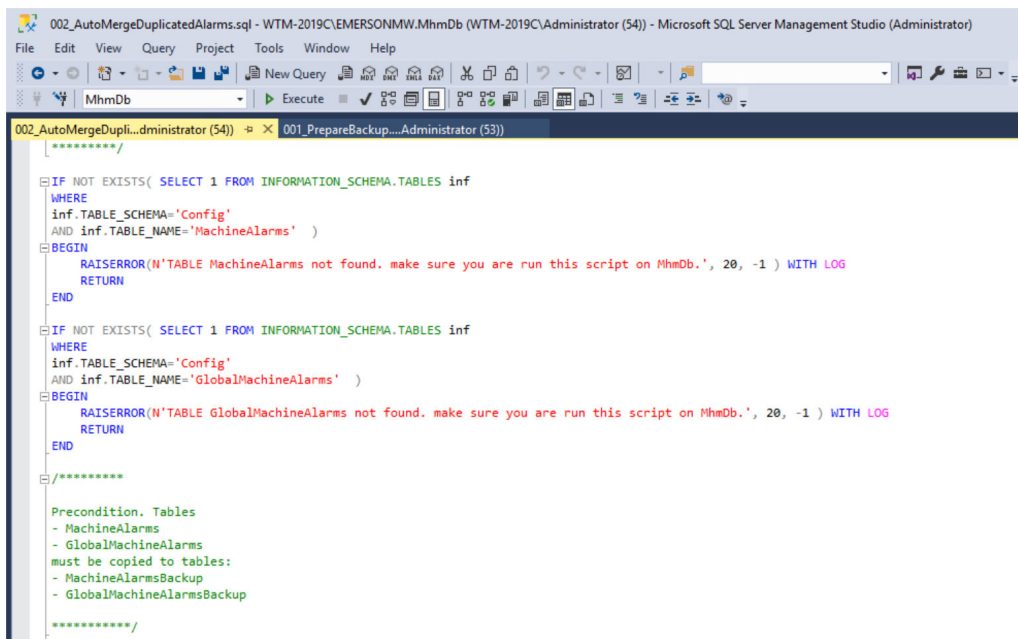 002_AutoMergeDuplicatedAlarms.sql - WTM-2019C\EMERSONMW.MhmDb (WTM-2019C\Administrator (54)) - Microsoft SQL Server Management Studio (Administrator)
File Edit View Query Project Tools Window Help
New Query
MhmDb Execute
002_AutoMergeDupli...dministrator (54)) 001_PrepareBackup....Administrator (53))
*********/
IF NOT EXISTS( SELECT 1 FROM INFORMATION_SCHEMA.TABLES inf
WHERE
inf.TABLE_SCHEMA='Config'
AND inf.TABLE_NAME='MachineAlarms' )
BEGIN
RAISERROR(N'TABLE MachineAlarms not found. make sure you are run this script on MhmDb.', 20, -1 ) WITH LOG
RETURN
END
IF NOT EXISTS( SELECT 1 FROM INFORMATION_SCHEMA.TABLES inf
WHERE
inf.TABLE_SCHEMA='Config'
AND inf.TABLE_NAME='GlobalMachineAlarms' )
BEGIN
RAISERROR(N'TABLE GlobalMachineAlarms not found. make sure you are run this script on MhmDb.', 20, -1 ) WITH LOG
RETURN
END
/*********
Precondition. Tables
- MachineAlarms
- GlobalMachineAlarms
must be copied to tables:
- MachineAlarmsBackup
- GlobalMachineAlarmsBackup
***********/